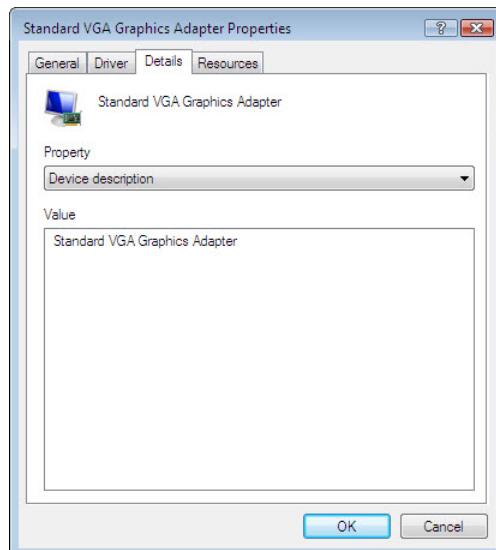 Standard VGA Graphics Adapter Properties
?
General Driver Details Resources
Standard VGA Graphics Adapter
Property
Device description
Value
Standard VGA Graphics Adapter
OK Cancel